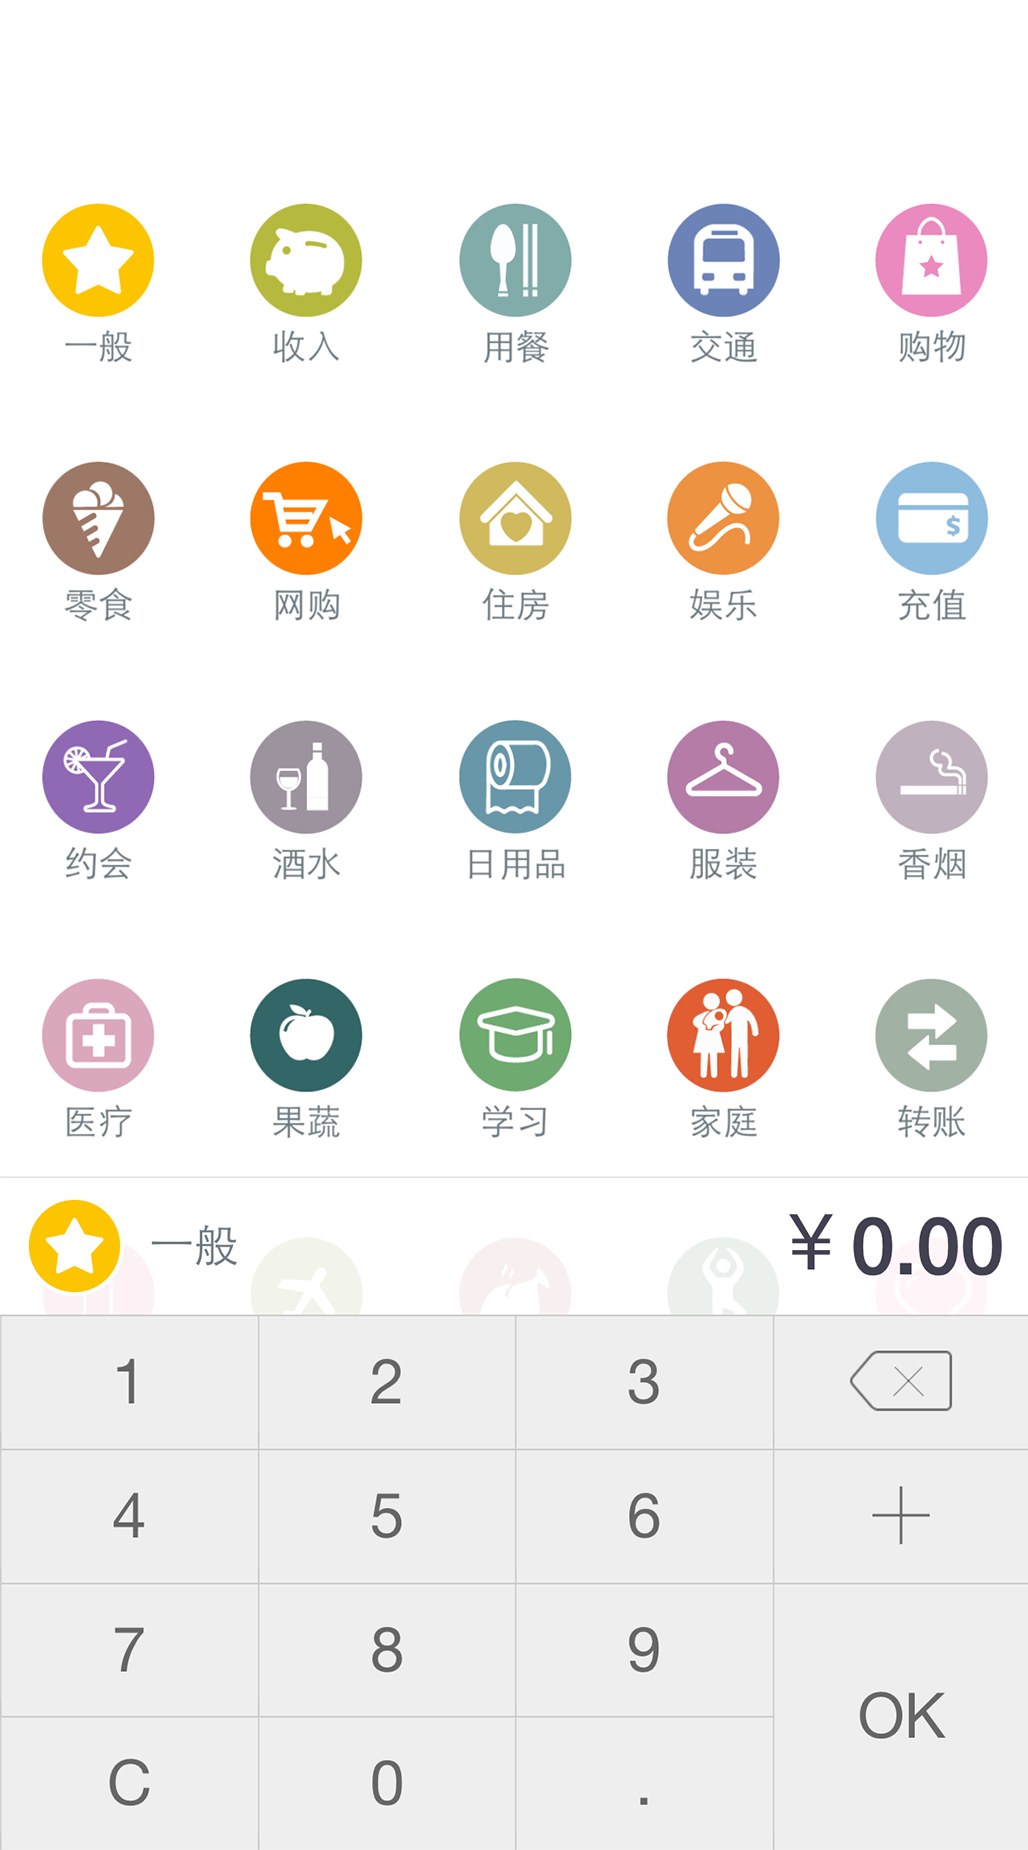 一般 收入 用餐 交通 购物
$
零食 网购 住房 娱乐 充值
约会 酒水 日用品 服装 香烟
医疗 果蔬 学习 家庭 转账
一般 ¥ 0.00
1 2 3
4 5 6 +
7 8 9
OK
C 0 .